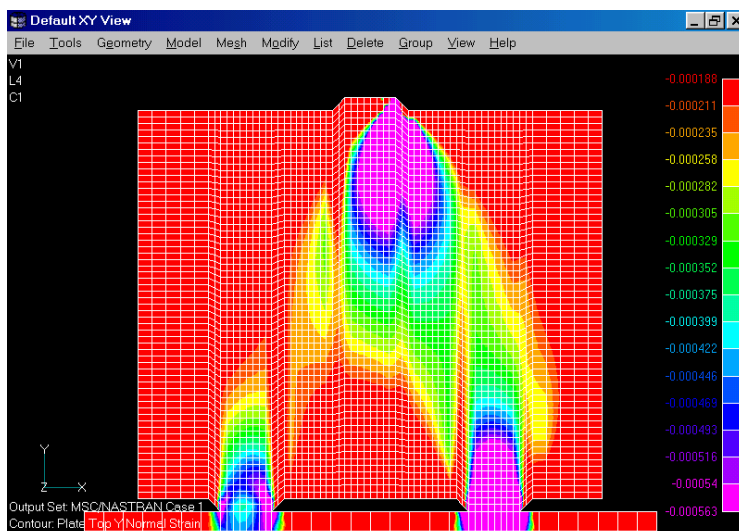 Default XY View
File Tools Geometry Model Mesh Modify List Delete Group View Help
V1
L4
C1
-0.000188
-0.000211
-0.000235
-0.000258
-0.000282
-0.000305
-0.000329
-0.000352
-0.000375
-0.000399
-0.000422
-0.000446
-0.000469
-0.000493
-0.000516
-0.00054
-0.000563
Y
Z X
Output Set: MSC/NASTRAN Case 1
Contour: Plate Top Y Normal Strain